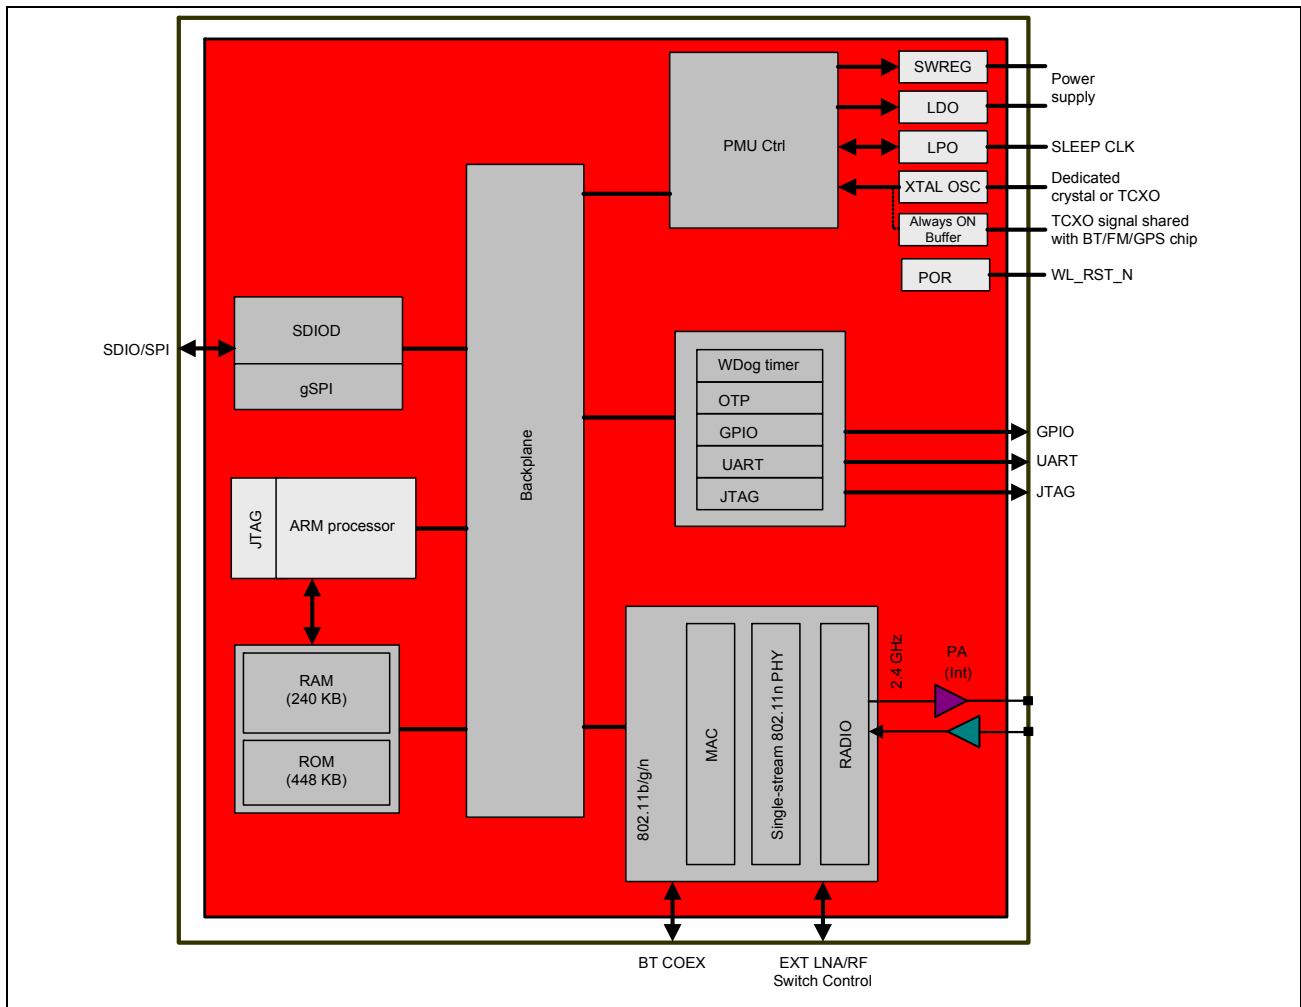 SWREG
Power
supply
LDO
PMU Ctrl
LPO
SLEEP CLK
XTAL OSC
Dedicated
crystal or TCXO
Always ON
Buffer
TCXO signal shared
with BT/FM/GPS chip
POR
WL_RST_N
SDIO/SPI
SDIOD
gSPI
Backplane
WDog timer
OTP
GPIO
UART
JTAG
GPIO
UART
JTAG
JTAG
ARM processor
RAM
(240 KB)
ROM
(448 KB)
802.11b/g/n
MAC
Single-stream 802.11n PHY
RADIO
2.4 GHz
PA
(Int)
BT COEX
EXT LNA/RF
Switch Control